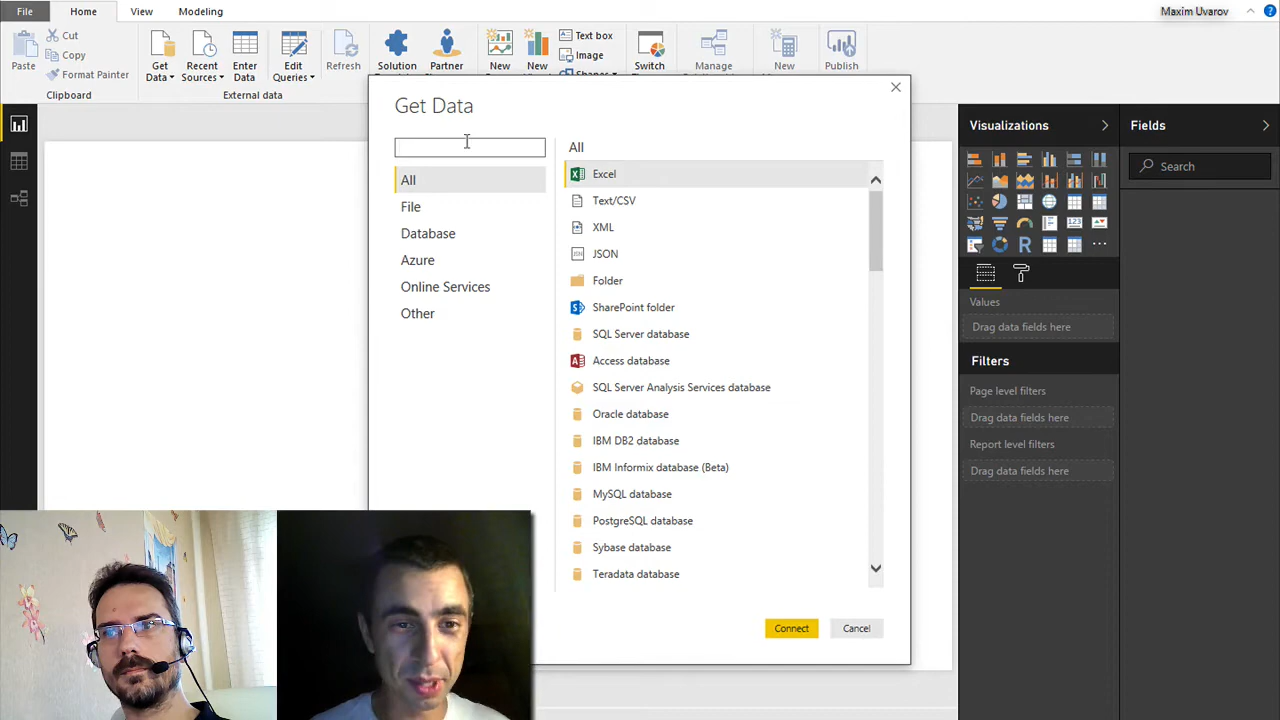 File Home View Modeling
Maxim Uvarov
Paste
Cut
Copy
Format Painter
Clipboard
Get Data
Recent Sources
Enter Data
Edit Queries
External data
Refresh
Solution
Partner
New
New
Text box
Image
Shapes
Switch
Manage
New
Publish
Get Data
All
File
Database
Azure
Online Services
Other
All
Excel
Text/CSV
XML
JSON
Folder
SharePoint folder
SQL Server database
Access database
SQL Server Analysis Services database
Oracle database
IBM DB2 database
IBM Informix database (Beta)
MySQL database
PostgreSQL database
Sybase database
Teradata database
Connect
Cancel
Visualizations
R
123
Values
Drag data fields here
Filters
Page level filters
Drag data fields here
Report level filters
Drag data fields here
Fields
Search